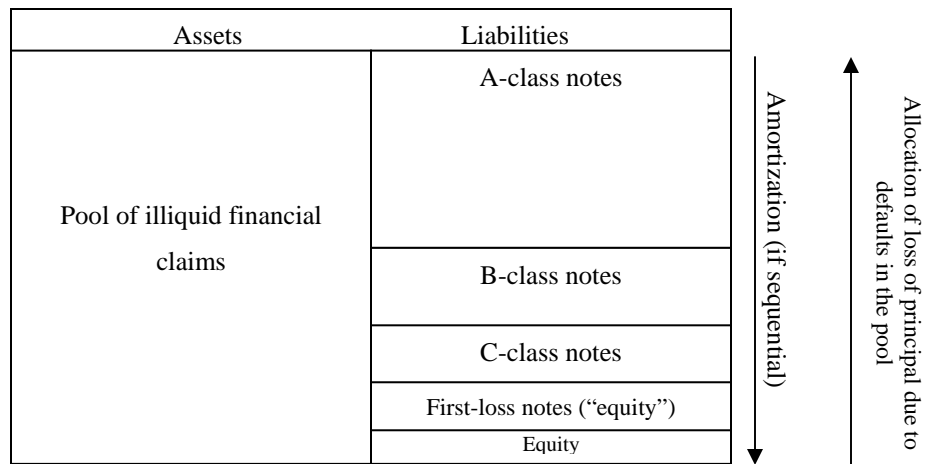 Assets
Liabilities
A-class notes
Pool of illiquid financial
claims
B-class notes
C-class notes
First-loss notes (“equity”)
Equity
Amortization (if sequential)
Allocation of loss of principal due to
defaults in the pool